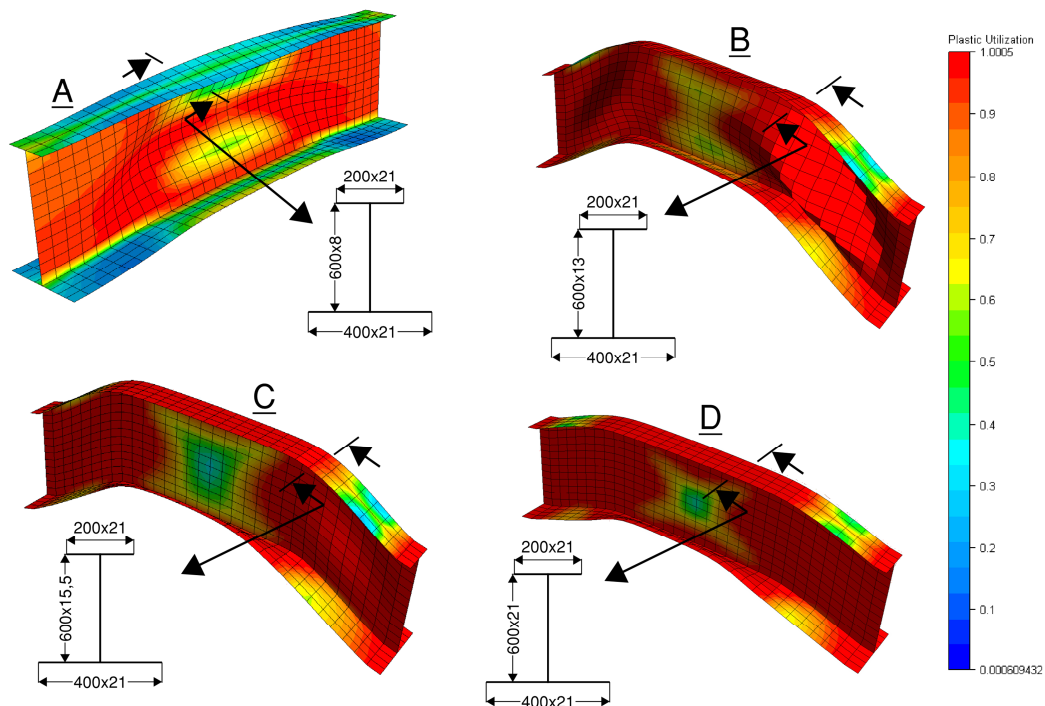 A
200x21
600x8
400x21
B
200x21
600x13
400x21
C
200x21
600x15,5
400x21
D
200x21
600x21
400x21
Plastic Utilization
1.0005
0.9
0.8
0.7
0.6
0.5
0.4
0.3
0.2
0.1
0.000609432